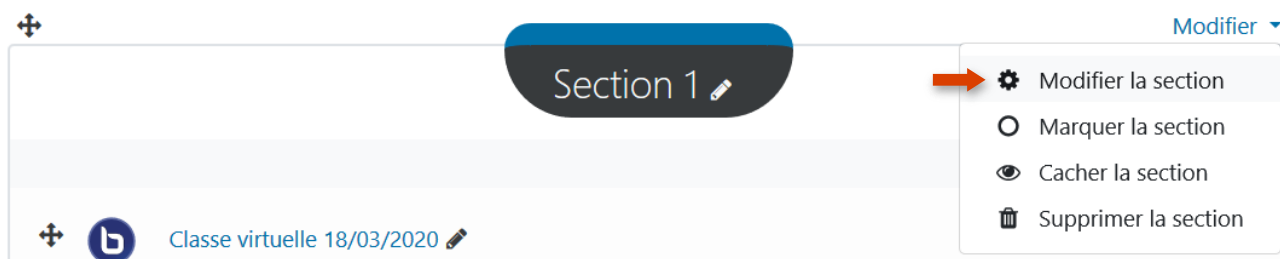 Modifier
Section 1
Modifier la section
Marquer la section
Cacher la section
Supprimer la section
Classe virtuelle 18/03/2020